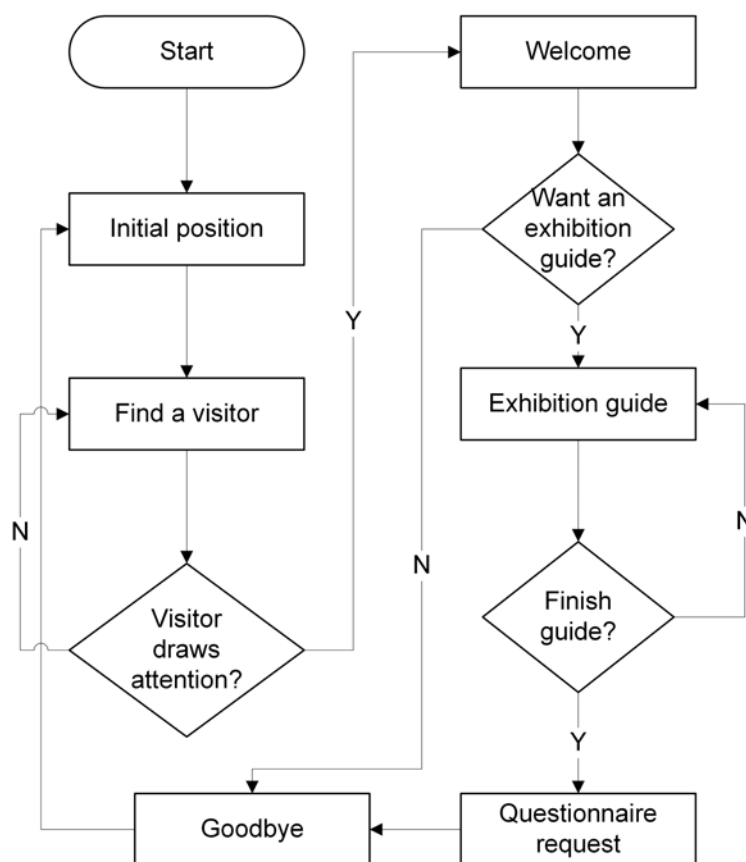 Start
Initial position
Find a visitor
N
Visitor
draws
attention?
Y
Welcome
Want an
exhibition
guide?
Y
N
Exhibition guide
N
Finish
guide?
Y
Questionnaire
request
Goodbye